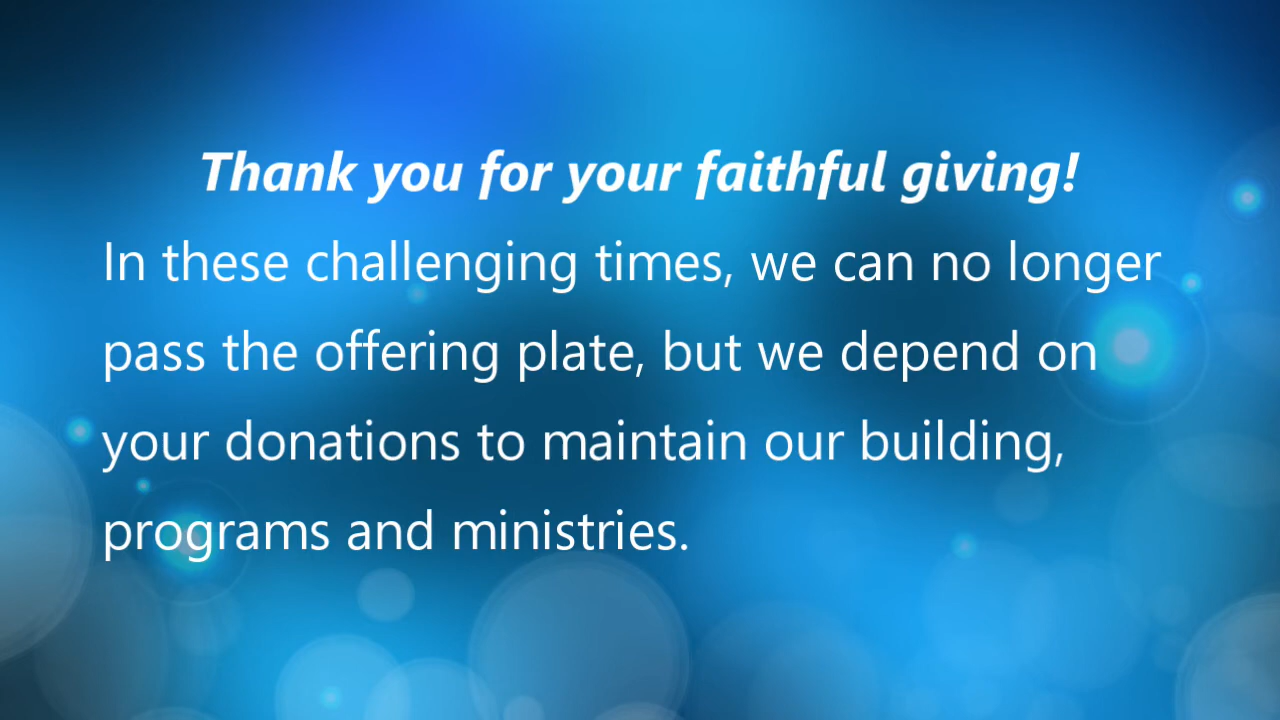 Thank you for your faithful giving!
In these challenging times, we can no longer
pass the offering plate, but we depend on
your donations to maintain our building,
programs and ministries.